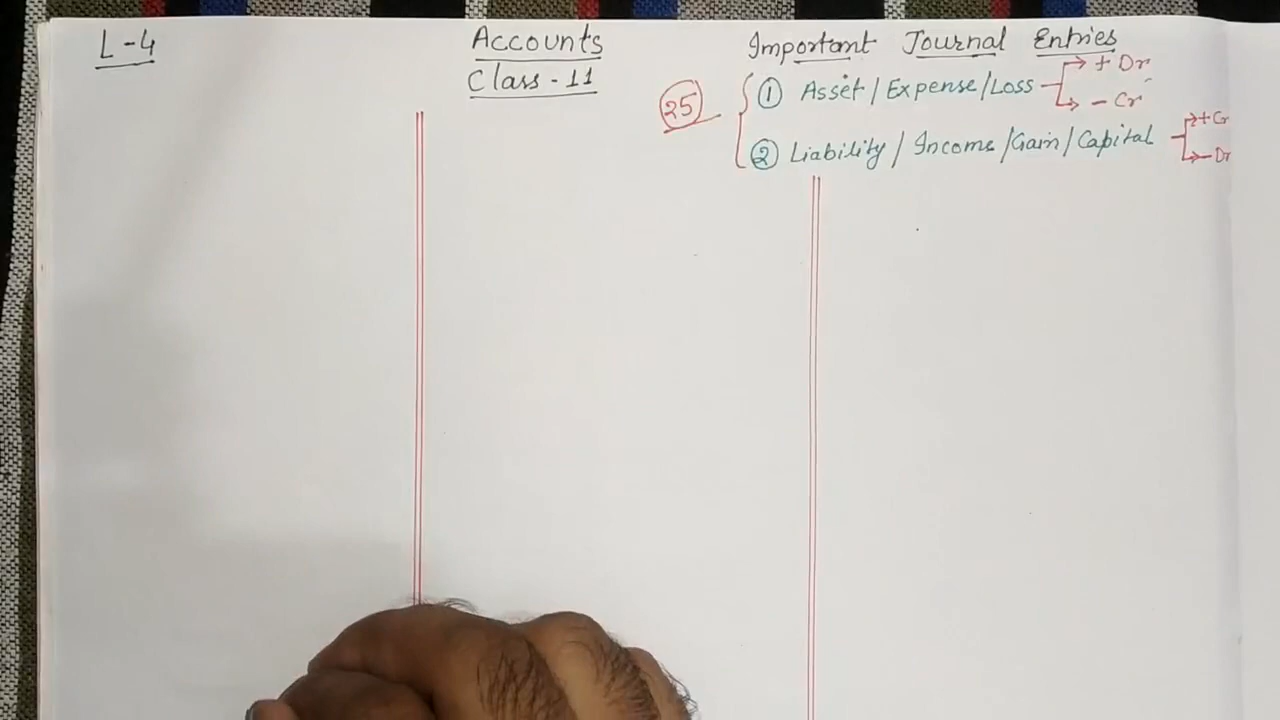 L-4
Accounts
Class - 11
Important Journal Entries
25
① Asset / Expense / Loss + Dr
- Cr
② Liability / Income / Gain / Capital + Cr
- Dr